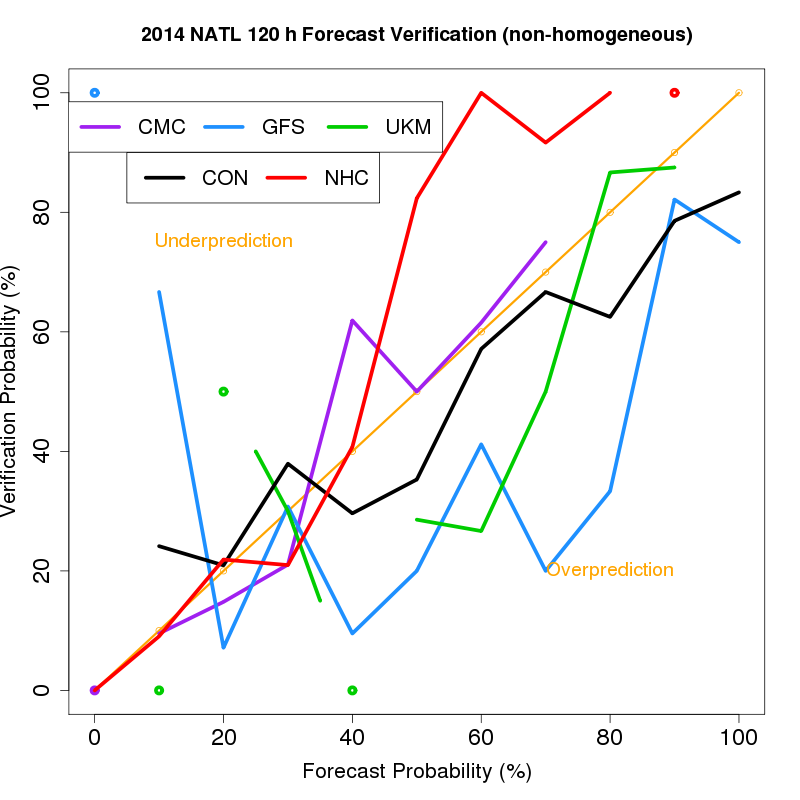 2014 NATL 120 h Forecast Verification (non-homogeneous)
CMC GFS UKM
CON NHC
Underprediction
Overprediction
Verification Probability (%)
0 20 40 60 80 100
0 20 40 60 80 100
Forecast Probability (%)